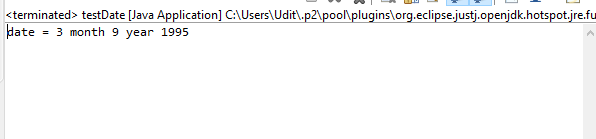 <terminated> testDate [Java Application] C:\Users\Udit\.p2\pool\plugins\org.eclipse.justj.openjdk.hotspot.jre.fu
date = 3 month 9 year 1995